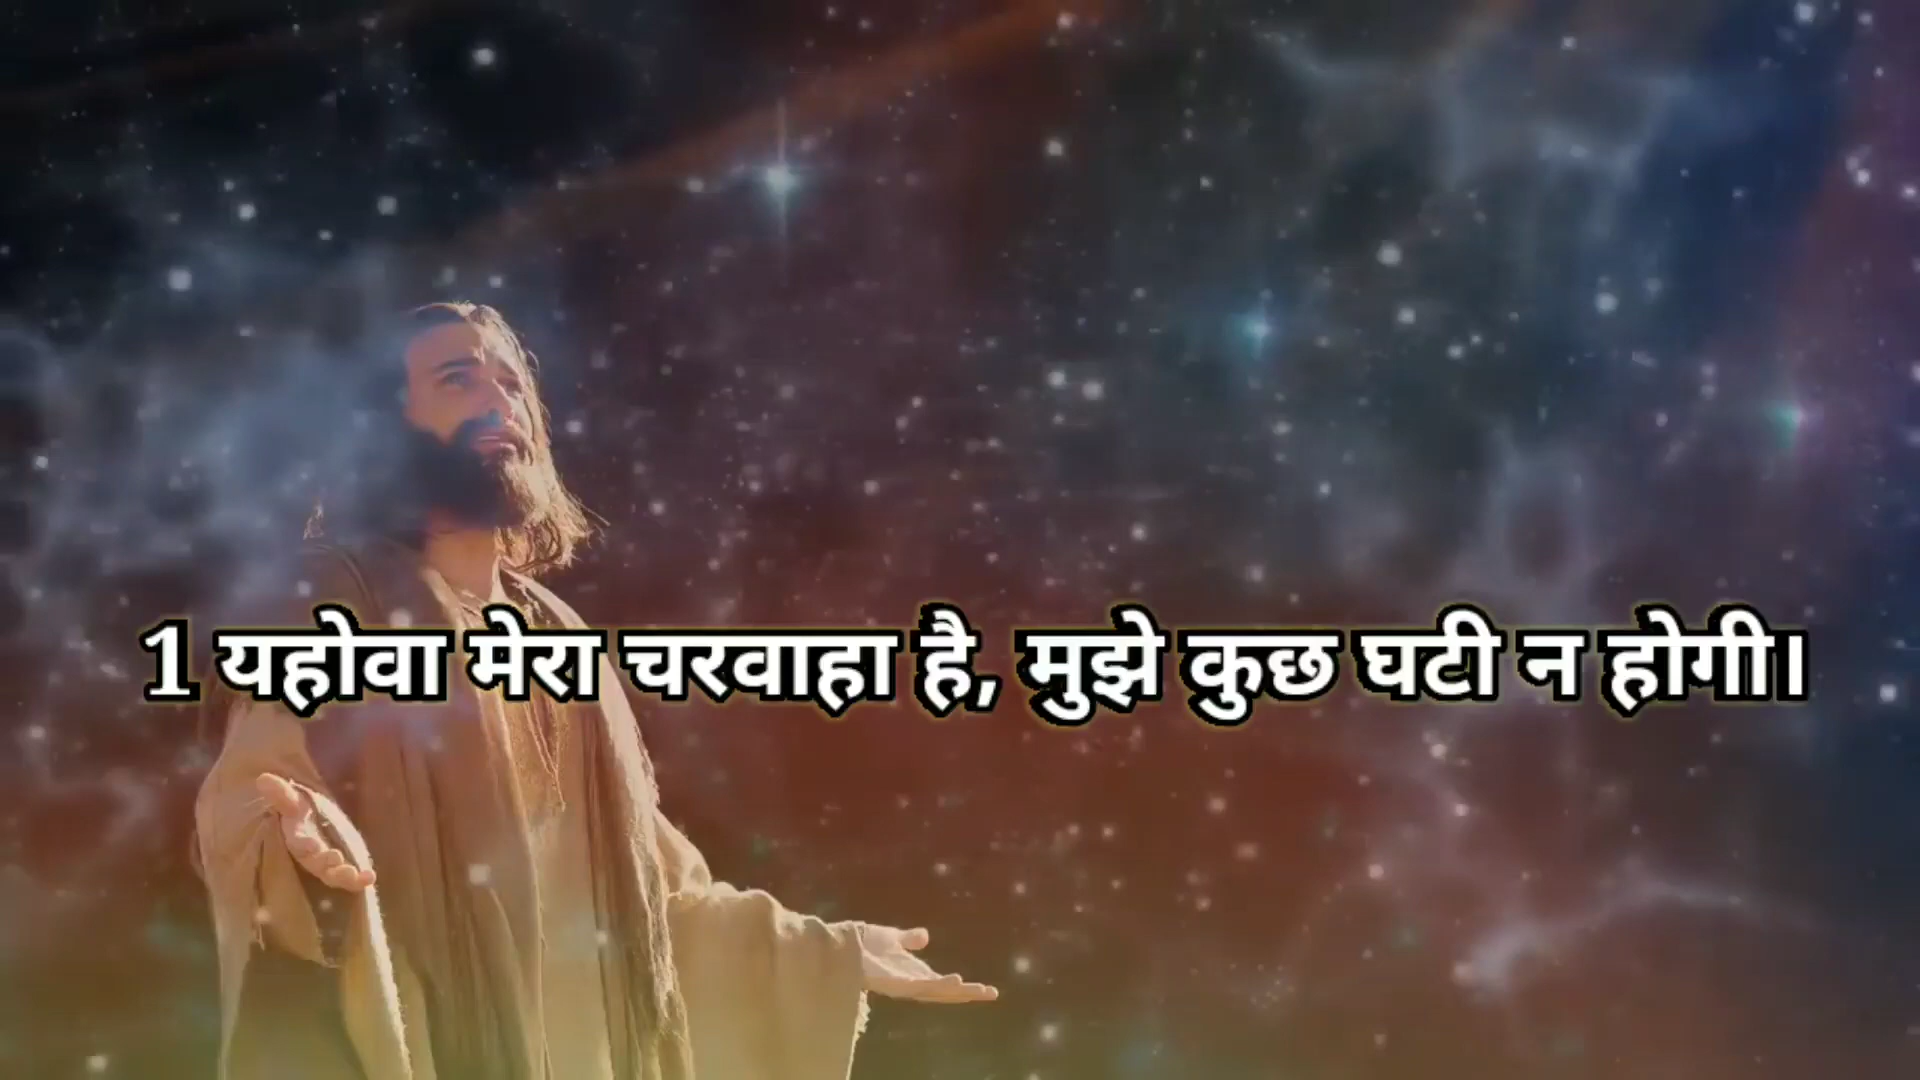 1 यहोवा मेरा चरवाहा है, मुझे कुछ घटी न होगी।